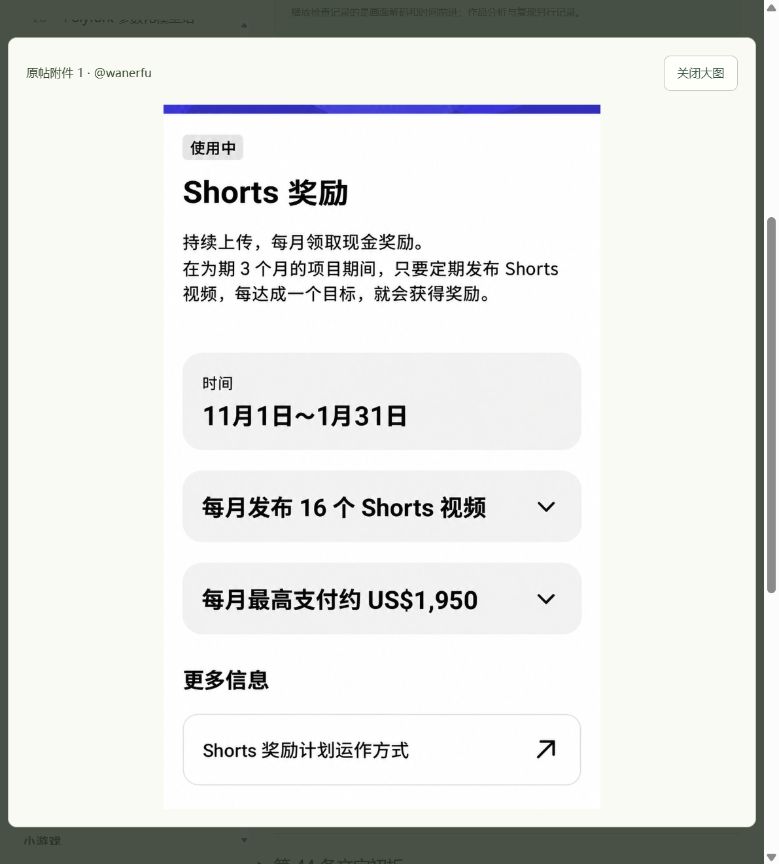 原帖附件 1 · @wanerfu
关闭大图
使用中
Shorts 奖励
持续上传，每月领取现金奖励。
在为期 3 个月的项目期间，只要定期发布 Shorts
视频，每达成一个目标，就会获得奖励。
时间
11月1日～1月31日
每月发布 16 个 Shorts 视频
每月最高支付约 US$1,950
更多信息
Shorts 奖励计划运作方式
小游戏